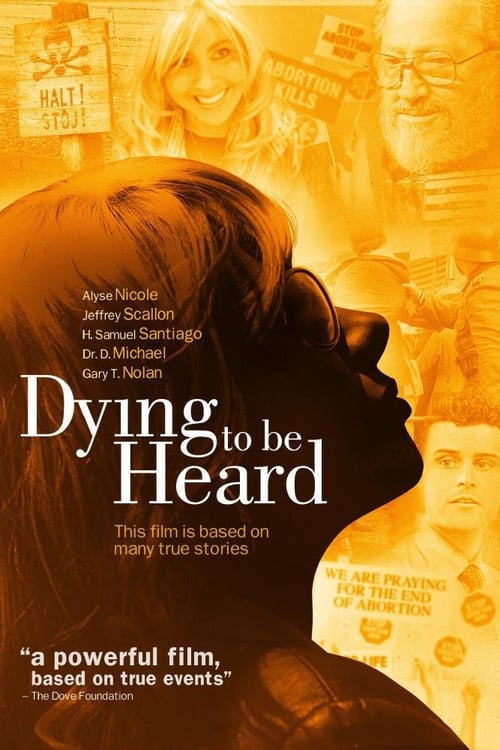 HALT!
STÓJ!
STOP
ABORTION
NOW
ABORTION
KILLS
Alyse Nicole
Jeffrey Scallon
H. Samuel Santiago
Dr. D. Michael
Gary T. Nolan
Dying to be
Heard
This film is based on
many true stories
WE ARE PRAYING
FOR THE END
OF ABORTION
LIFE
“a powerful film,
based on true events”
– The Dove Foundation